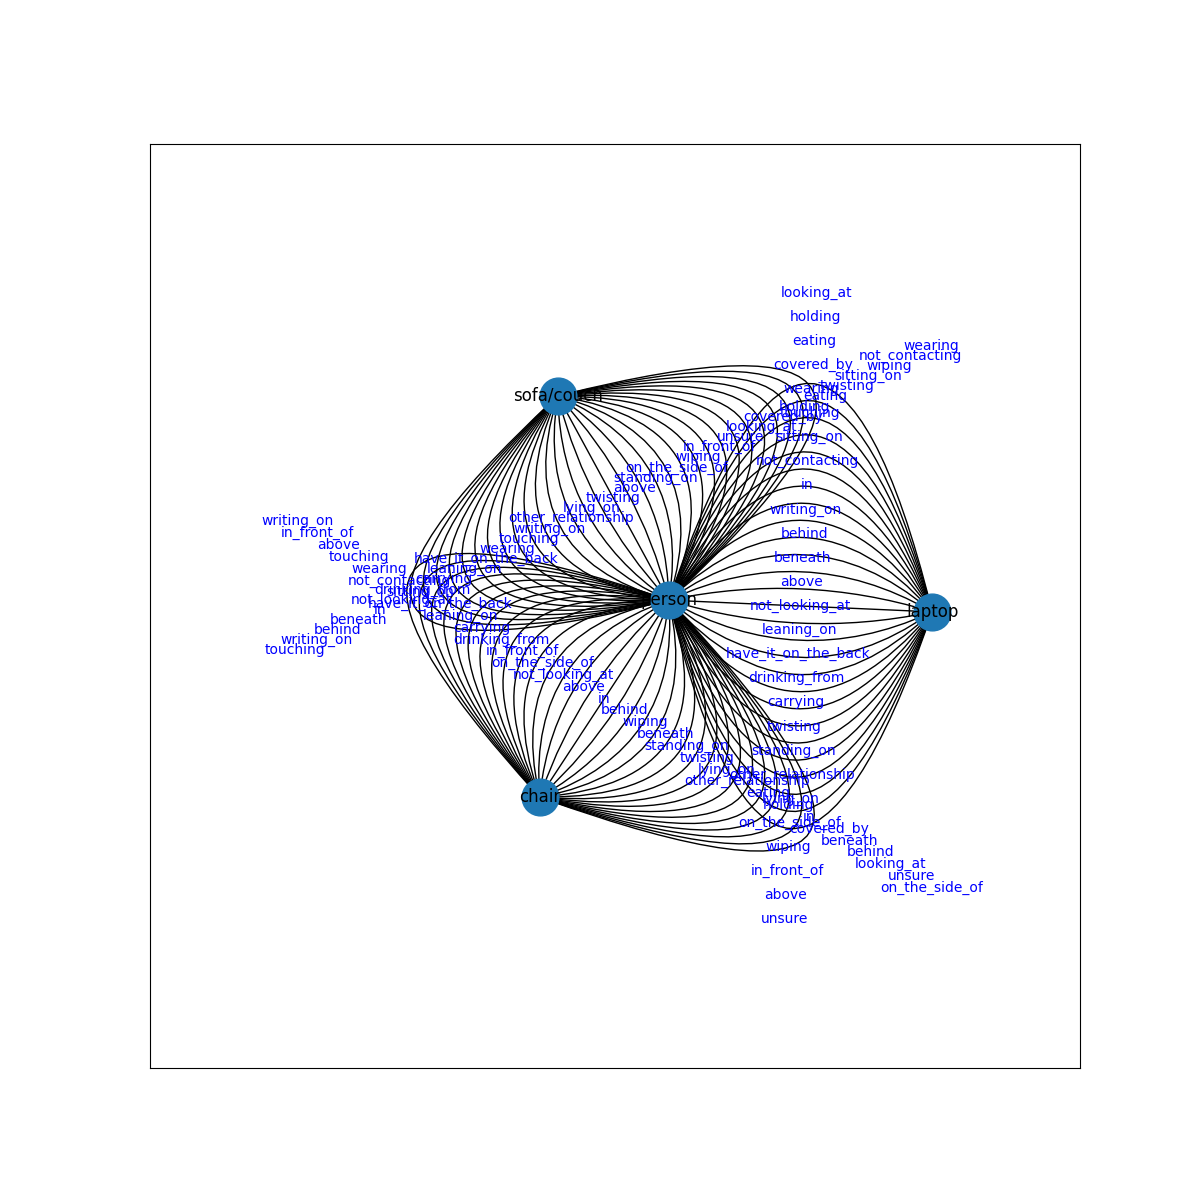 looking_at
holding
eating
wearing
not_contacting
covered_by
wiping
sitting_on
twisting
wearing
eating
sofa/couch
holding
covered_by
looking_at
unsure
sitting_on
in_front_of
wiping
not_contacting
on_the_side_of
standing_on
in
above
twisting
lying_on
writing_on
other_relationship
writing_on
in_front_of
writing_on
behind
touching
above
wearing
touching
have_it_on_the_back
beneath
wearing
leaning_on
not_contacting
carrying
above
drinking_from
sitting_on
person
not_looking_at
have_it_on_the_back
not_looking_at
in
laptop
leaning_on
beneath
carrying
behind
leaning_on
writing_on
drinking_from
touching
in_front_of
have_it_on_the_back
on_the_side_of
not_looking_at
drinking_from
above
in
carrying
behind
wiping
twisting
beneath
standing_on
standing_on
twisting
lying_on
other_relationship
other_relationship
eating
chair
lying_on
holding
in
on_the_side_of
covered_by
beneath
wiping
behind
looking_at
in_front_of
unsure
on_the_side_of
above
unsure